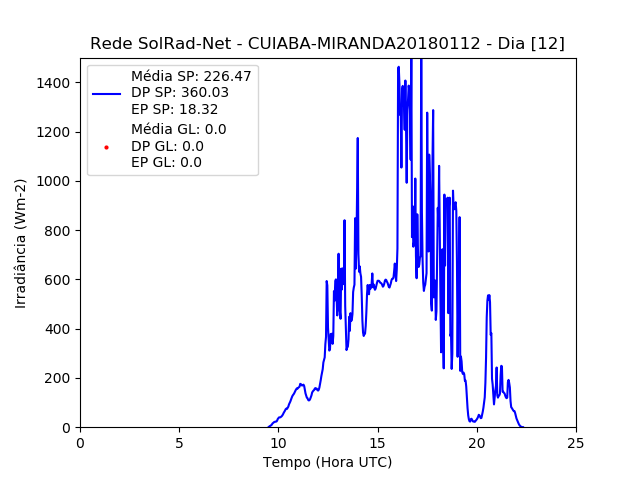 Rede SolRad-Net - CUIABA-MIRANDA20180112 - Dia [12]
Média SP: 226.47
DP SP: 360.03
EP SP: 18.32
Média GL: 0.0
DP GL: 0.0
EP GL: 0.0
1400
1200
1000
800
600
400
200
0
Irradiância (Wm-2)
0 5 10 15 20 25
Tempo (Hora UTC)